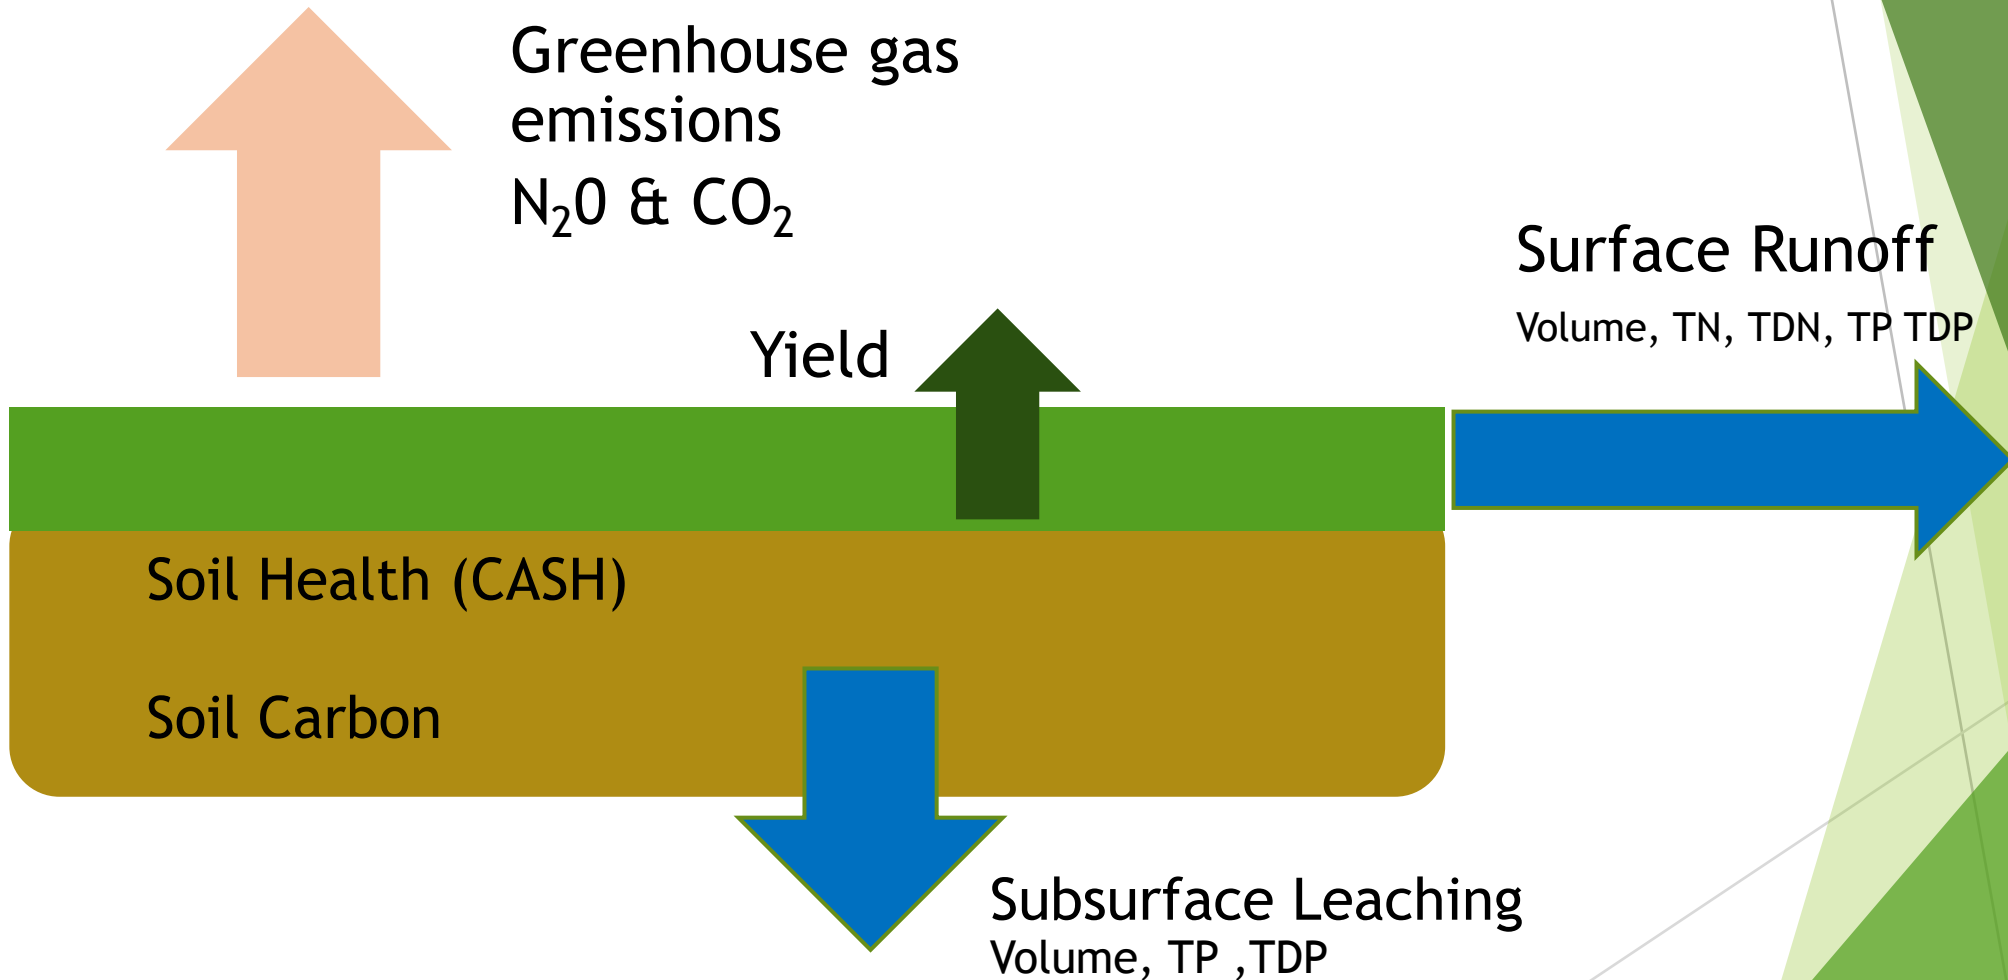 Greenhouse gas
emissions
N₂0 & CO₂
Surface Runoff
Volume, TN, TDN, TP TDP
Yield
Soil Health (CASH)
Soil Carbon
Subsurface Leaching
Volume, TP ,TDP